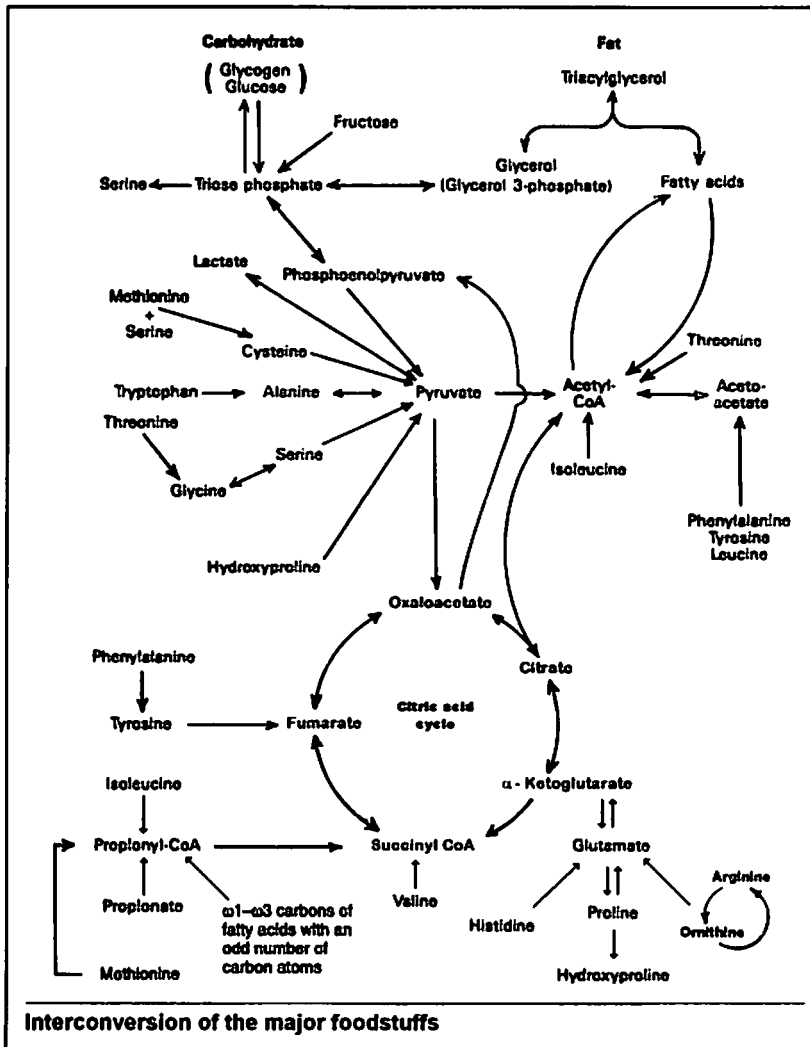 Carbohydrate
Fat
( Glycogen
Glucose )
Triacylglycerol
Fructose
Serine
Triose phosphate
Glycerol
(Glycerol 3-phosphate)
Fatty acids
Lactate
Phosphoenolpyruvate
Methionine
+
Serine
Cysteine
Threonine
Tryptophan
Alanine
Pyruvate
Acetyl-
CoA
Aceto-
acetate
Threonine
Serine
Glycine
Isoleucine
Phenylalanine
Tyrosine
Leucine
Hydroxyproline
Oxaloacetate
Phenylalanine
Citrate
Tyrosine
Fumarate
Citric acid
cycle
Isoleucine
α - Ketoglutarate
Propionyl-CoA
Succinyl CoA
Glutamate
Arginine
Propionate
ω1–ω3 carbons of
fatty acids with an
odd number of
carbon atoms
Valine
Histidine
Proline
Ornithine
Methionine
Hydroxyproline
Interconversion of the major foodstuffs